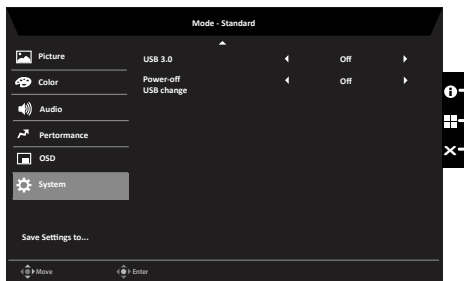 Mode - Standard
Picture
Color
Audio
Pertormance
OSD
System
Save Settings to...
USB 3.0 Off
Power-off
USB change Off
Move Enter